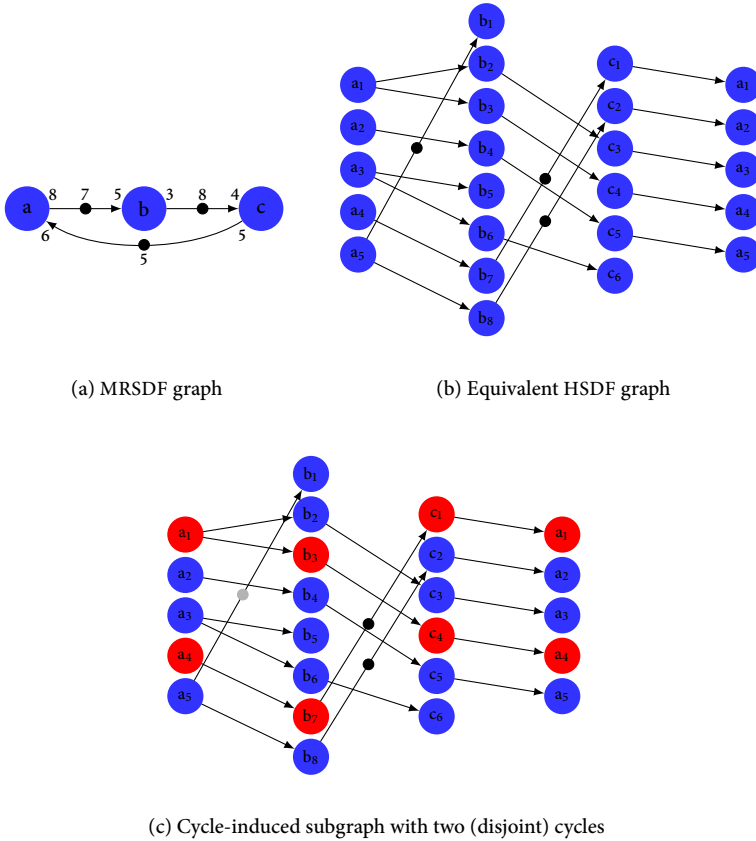 b₁
b₂
c₁
a₁
b₃
c₂
a₁
a₂
b₄
c₃
a₂
a₃
b₅
c₄
a₃
a₄
b₆
c₅
a₄
a₅
b₇
c₆
a₅
b₈
8 7 5 3 8 4
a b c
6 5 5
(a) MRSDF graph
(b) Equivalent HSDF graph
b₁
b₂
c₁
a₁
b₃
c₂
a₁
a₂
b₄
c₃
a₂
a₃
b₅
c₄
a₃
a₄
b₆
c₅
a₄
a₅
b₇
c₆
a₅
b₈
(c) Cycle-induced subgraph with two (disjoint) cycles